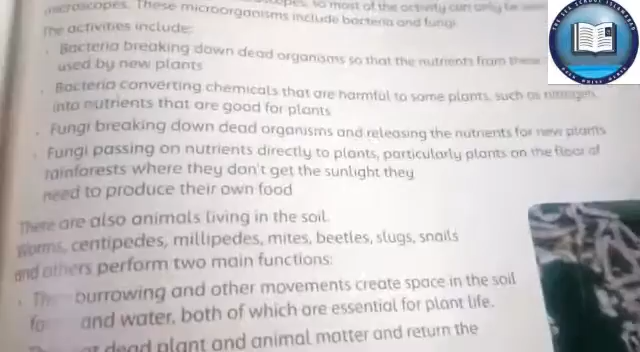 microscopes. These microorganisms include bacteria and fungi.
The activities include:
· Bacteria breaking down dead organisms so that the nutrients from these
used by new plants
· Bacteria converting chemicals that are harmful to some plants, such as nitrogen,
into nutrients that are good for plants
· Fungi breaking down dead organisms and releasing the nutrients for new plants
· Fungi passing on nutrients directly to plants, particularly plants on the floor of
rainforests where they don't get the sunlight they
need to produce their own food
There are also animals living in the soil.
Worms, centipedes, millipedes, mites, beetles, slugs, snails
and others perform two main functions:
· burrowing and other movements create space in the soil
and water, both of which are essential for plant life.
dead plant and animal matter and return the